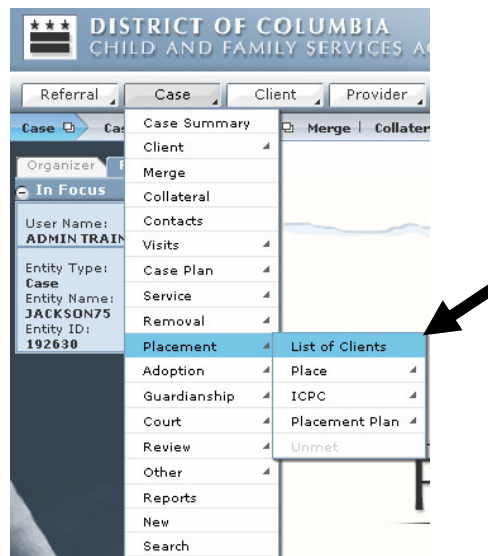 DISTRICT OF COLUMBIA
CHILD AND FAMILY SERVICES
Referral Case Client Provider
Case Merge | Collater
Organizer
In Focus
User Name:
ADMIN TRAIN
Entity Type:
Case
Entity Name:
JACKSON75
Entity ID:
192630
Case Summary
Client
Merge
Collateral
Contacts
Visits
Case Plan
Service
Removal
Placement
Adoption
Guardianship
Court
Review
Other
Reports
New
Search
List of Clients
Place
ICPC
Placement Plan
Unmet